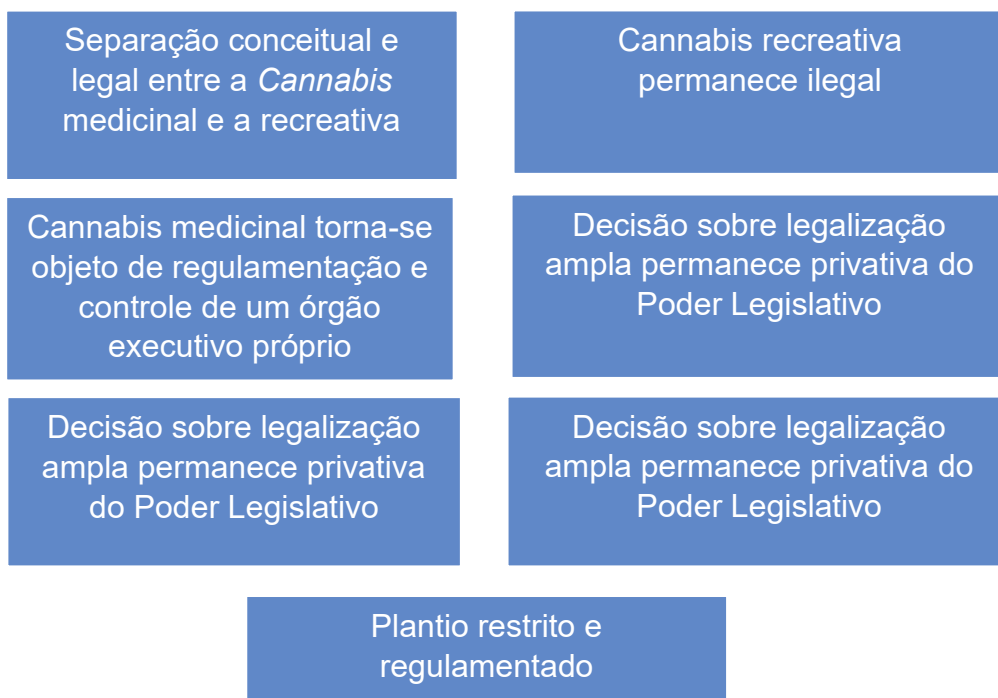 Separação conceitual e
legal entre a Cannabis
medicinal e a recreativa
Cannabis recreativa
permanece ilegal
Cannabis medicinal torna-se
objeto de regulamentação e
controle de um órgão
executivo próprio
Decisão sobre legalização
ampla permanece privativa do
Poder Legislativo
Decisão sobre legalização
ampla permanece privativa
do Poder Legislativo
Decisão sobre legalização
ampla permanece privativa do
Poder Legislativo
Plantio restrito e
regulamentado